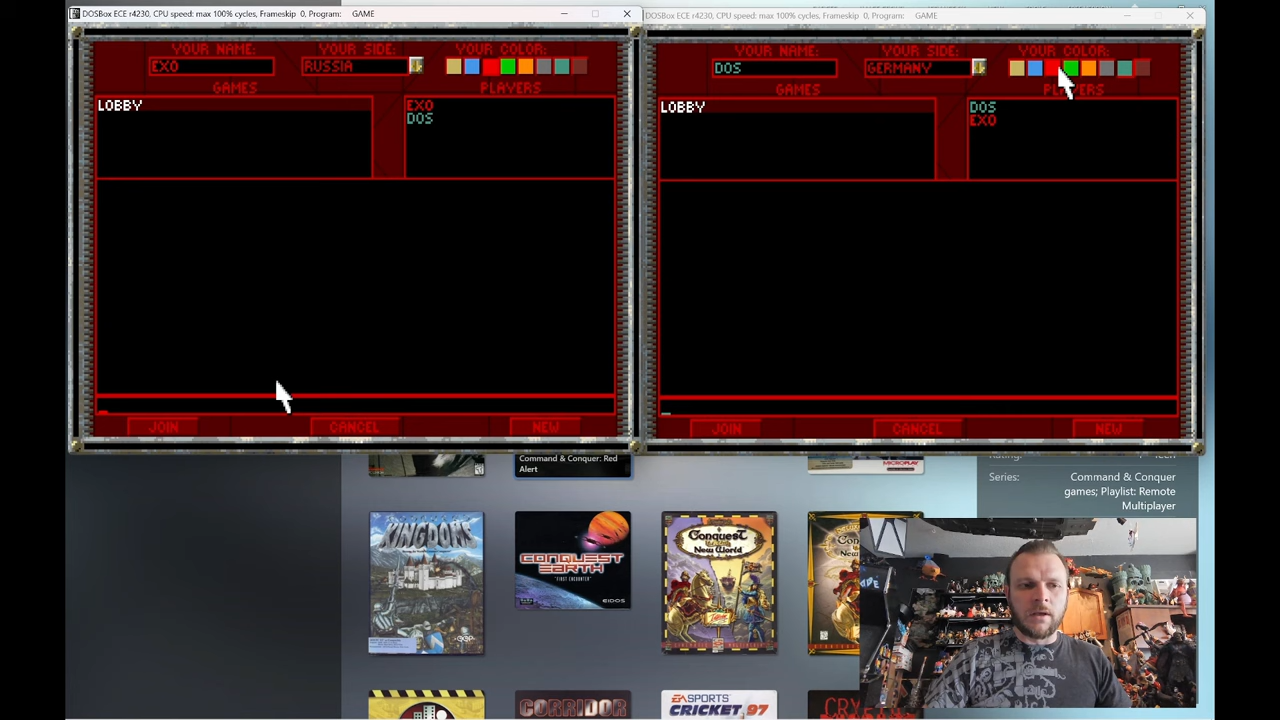 DOSBox ECE r4230, CPU speed: max 100% cycles, Frameskip 0, Program: GAME
YOUR NAME: YOUR SIDE: YOUR COLOR:
EXO RUSSIA
GAMES PLAYERS
LOBBY EXO
DOS
JOIN CANCEL NEW
DOSBox ECE r4230, CPU speed: max 100% cycles, Frameskip 0, Program: GAME
YOUR NAME: YOUR SIDE: YOUR COLOR:
DOS GERMANY
GAMES
LOBBY DOS
EXO
JOIN CANCEL NEW
Command & Conquer: Red
Alert
MICROPLAY
Series: Command & Conquer
games; Playlist: Remote
Multiplayer
KINGDOMS
CONQUEST
EARTH
"FIRST ENCOUNTER"
EIDOS
Conquest
New World
CORRIDOR
EA SPORTS
CRICKET 97